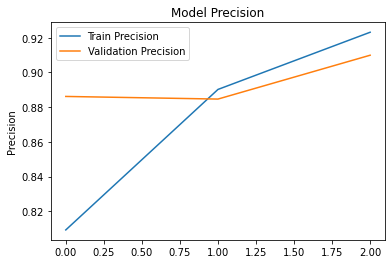 Model Precision
Train Precision
Validation Precision
Precision
0.92
0.90
0.88
0.86
0.84
0.82
0.00 0.25 0.50 0.75 1.00 1.25 1.50 1.75 2.00